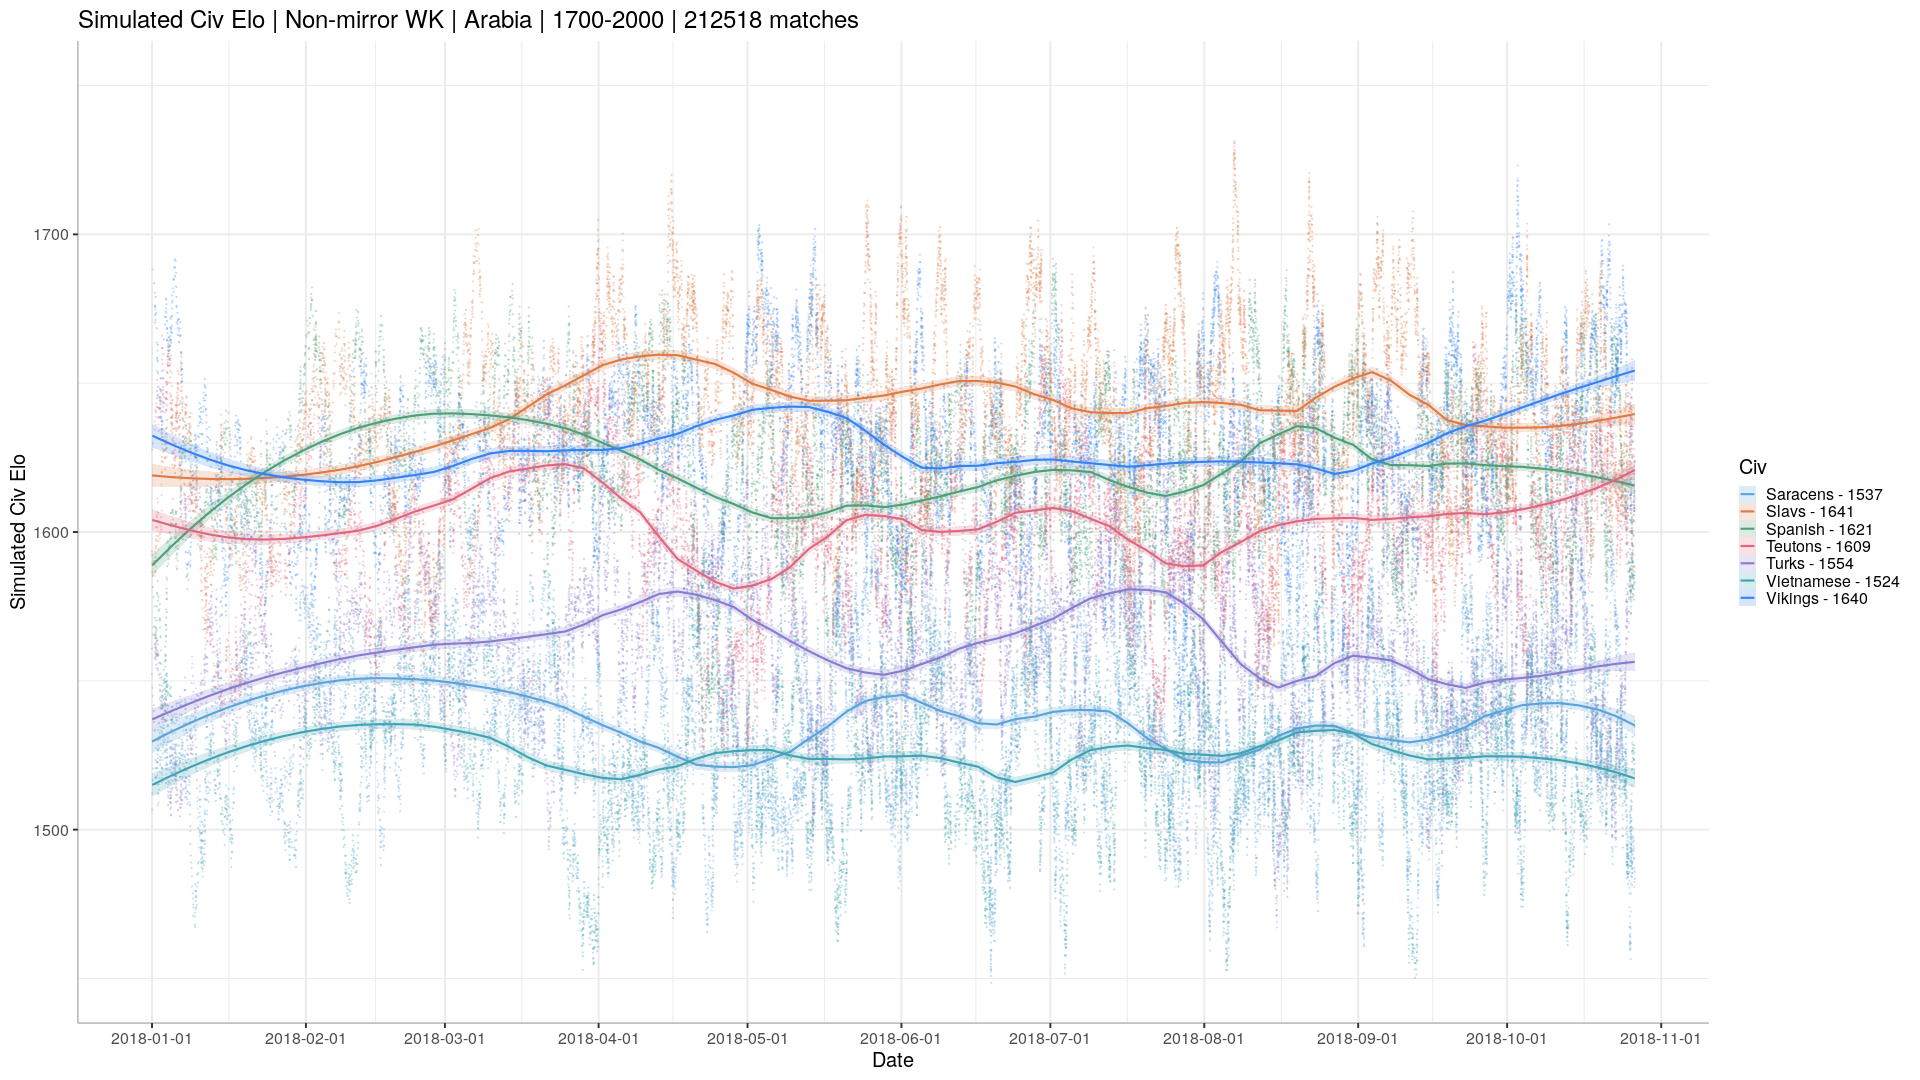 Simulated Civ Elo | Non-mirror WK | Arabia | 1700-2000 | 212518 matches
Simulated Civ Elo
1700
1600
1500
2018-01-01
2018-02-01
2018-03-01
2018-04-01
2018-05-01
2018-06-01
2018-07-01
2018-08-01
2018-09-01
2018-10-01
2018-11-01
Date
Civ
Saracens - 1537
Slavs - 1641
Spanish - 1621
Teutons - 1609
Turks - 1554
Vietnamese - 1524
Vikings - 1640